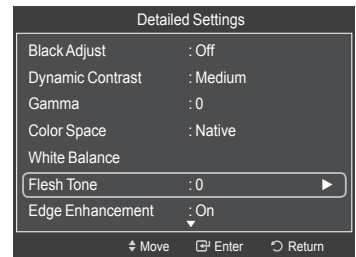 Detailed Settings
Black Adjust : Off
Dynamic Contrast : Medium
Gamma : 0
Color Space : Native
White Balance
Flesh Tone : 0 ►
Edge Enhancement : On
▼
Move Enter Return